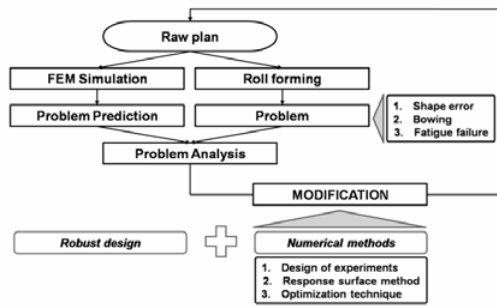 Raw plan
FEM Simulation
Roll forming
Problem Prediction
Problem
1. Shape error
2. Bowing
3. Fatigue failure
Problem Analysis
MODIFICATION
Robust design
Numerical methods
1. Design of experiments
2. Response surface method
3. Optimization technique